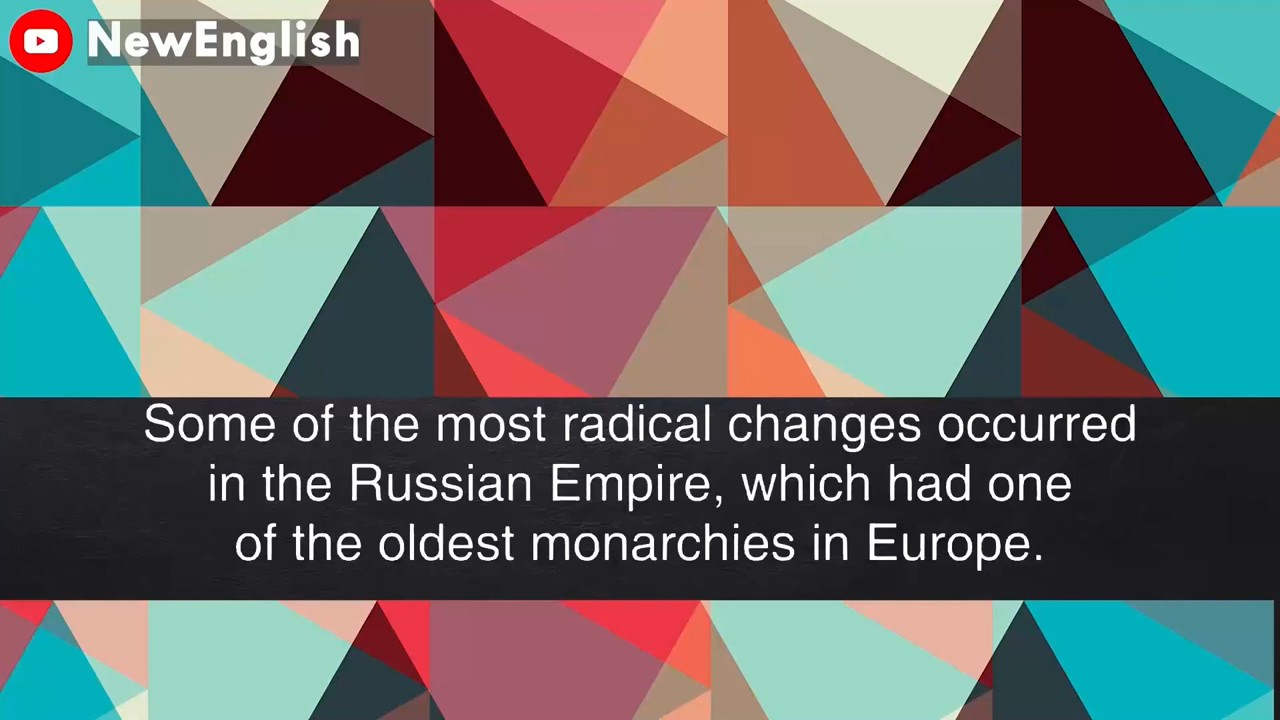 NewEnglish
Some of the most radical changes occurred
in the Russian Empire, which had one
of the oldest monarchies in Europe.